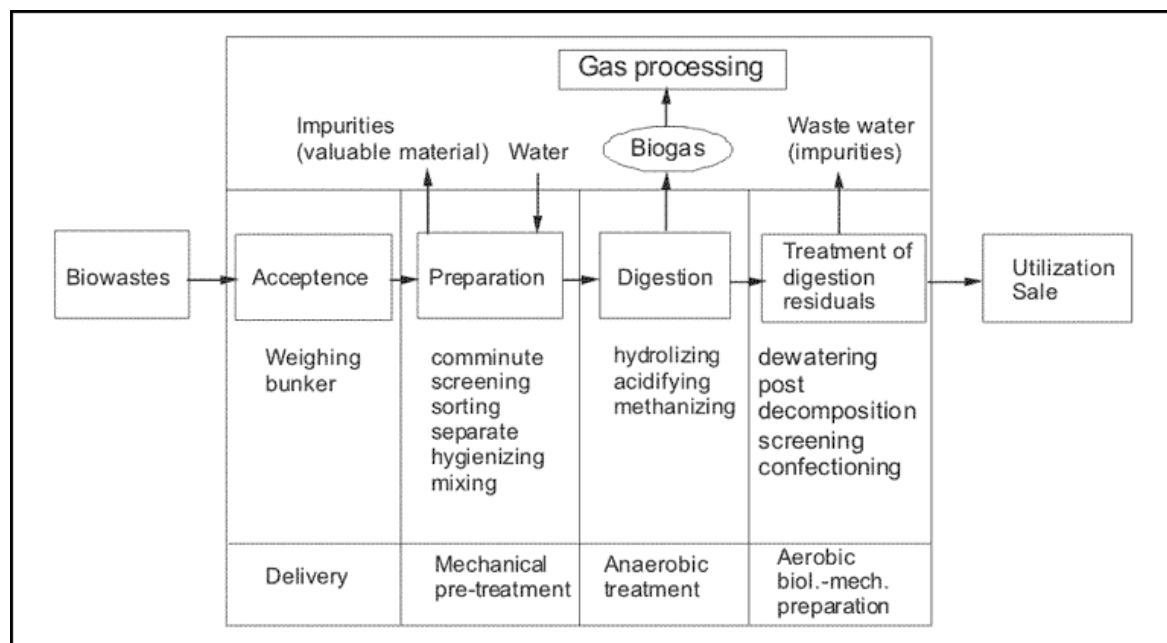 Gas processing
Impurities
(valuable material)
Water
Biogas
Waste water
(impurities)
Biowastes
Acceptence
Preparation
Digestion
Treatment of
digestion
residuals
Utilization
Sale
Weighing
bunker
comminute
screening
sorting
separate
hygienizing
mixing
hydrolizing
acidifying
methanizing
dewatering
post
decomposition
screening
confectioning
Delivery
Mechanical
pre-treatment
Anaerobic
treatment
Aerobic
biol.-mech.
preparation